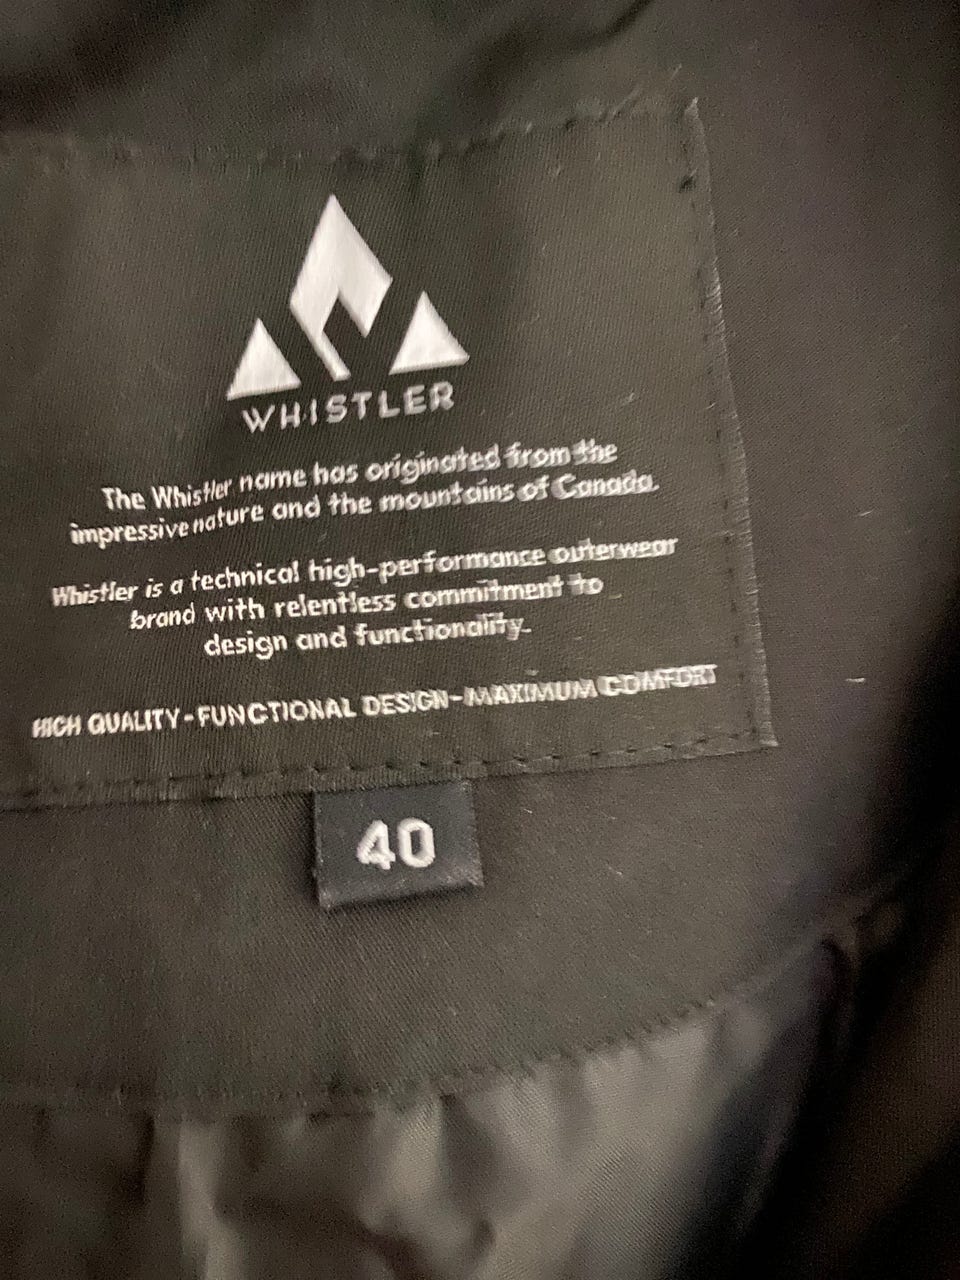 WHISTLER
The Whistler name has originated from the
impressive nature and the mountains of Canada.
Whistler is a technical high-performance outerwear
brand with relentless commitment to
design and functionality.
HIGH QUALITY-FUNCTIONAL DESIGN-MAXIMUM COMFORT
40